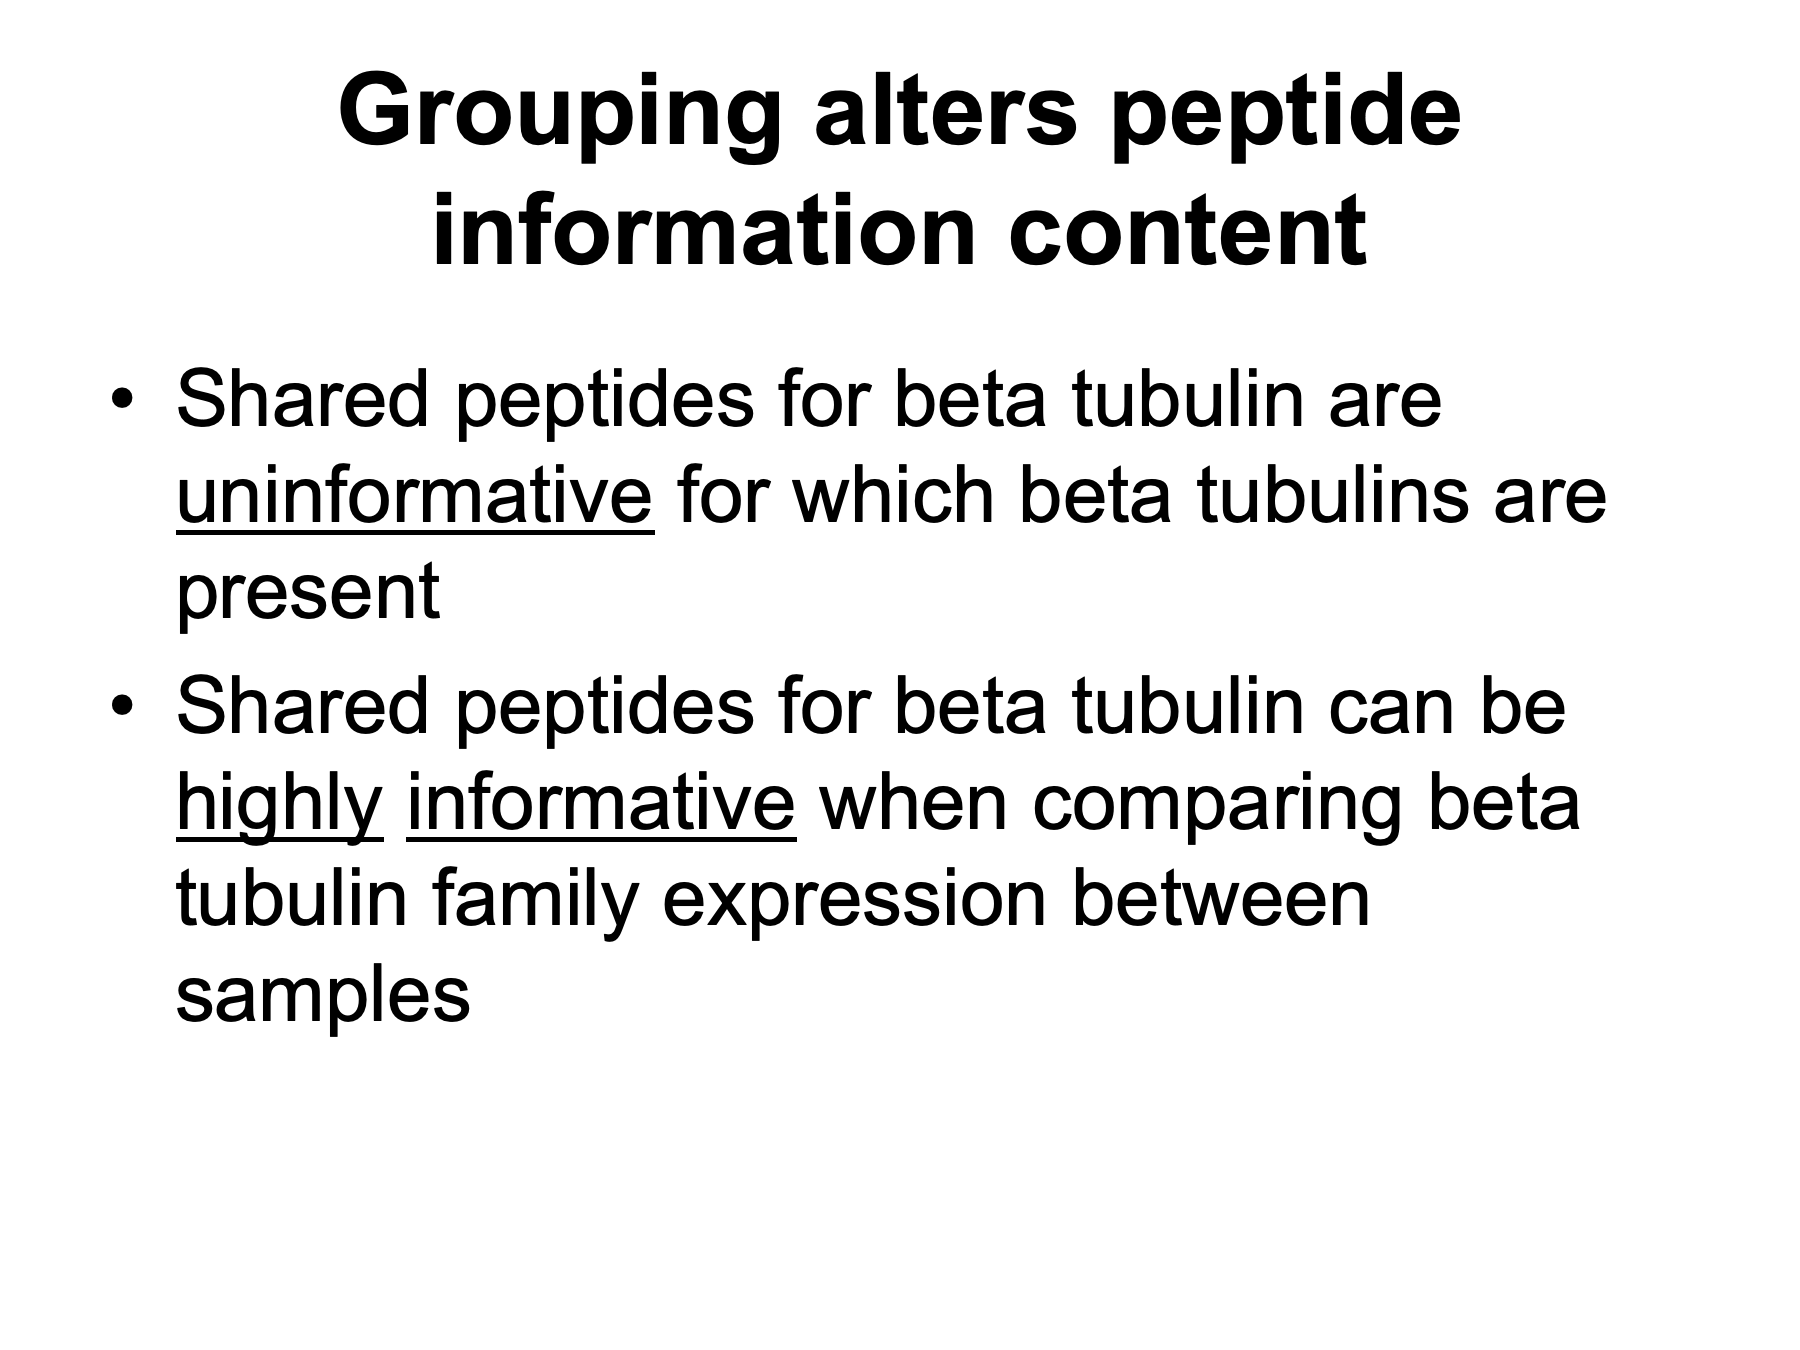 Grouping alters peptide
information content
• Shared peptides for beta tubulin are
uninformative for which beta tubulins are
present
• Shared peptides for beta tubulin can be
highly informative when comparing beta
tubulin family expression between
samples